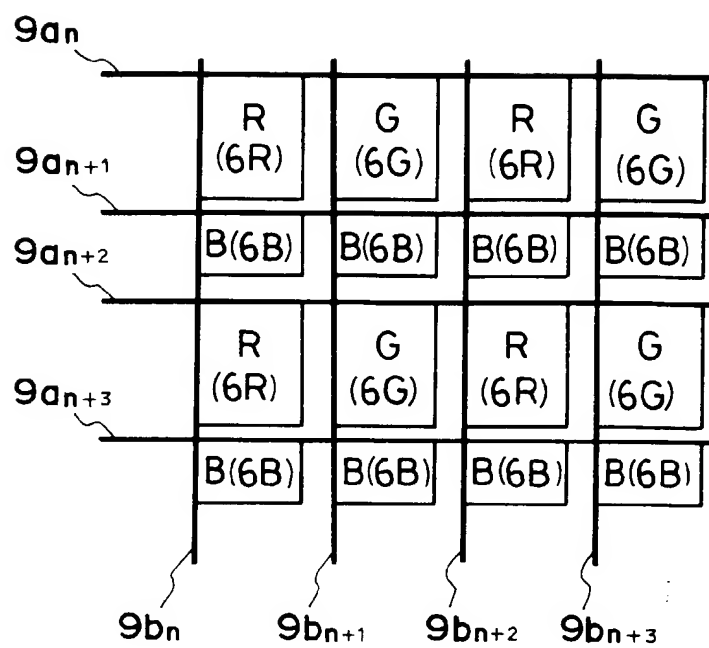 9an
R G R G
(6R) (6G) (6R) (6G)
9an+1
B(6B) B(6B) B(6B) B(6B)
9an+2
R G R G
(6R) (6G) (6R) (6G)
9an+3
B(6B) B(6B) B(6B) B(6B)
9bn 9bn+1 9bn+2 9bn+3